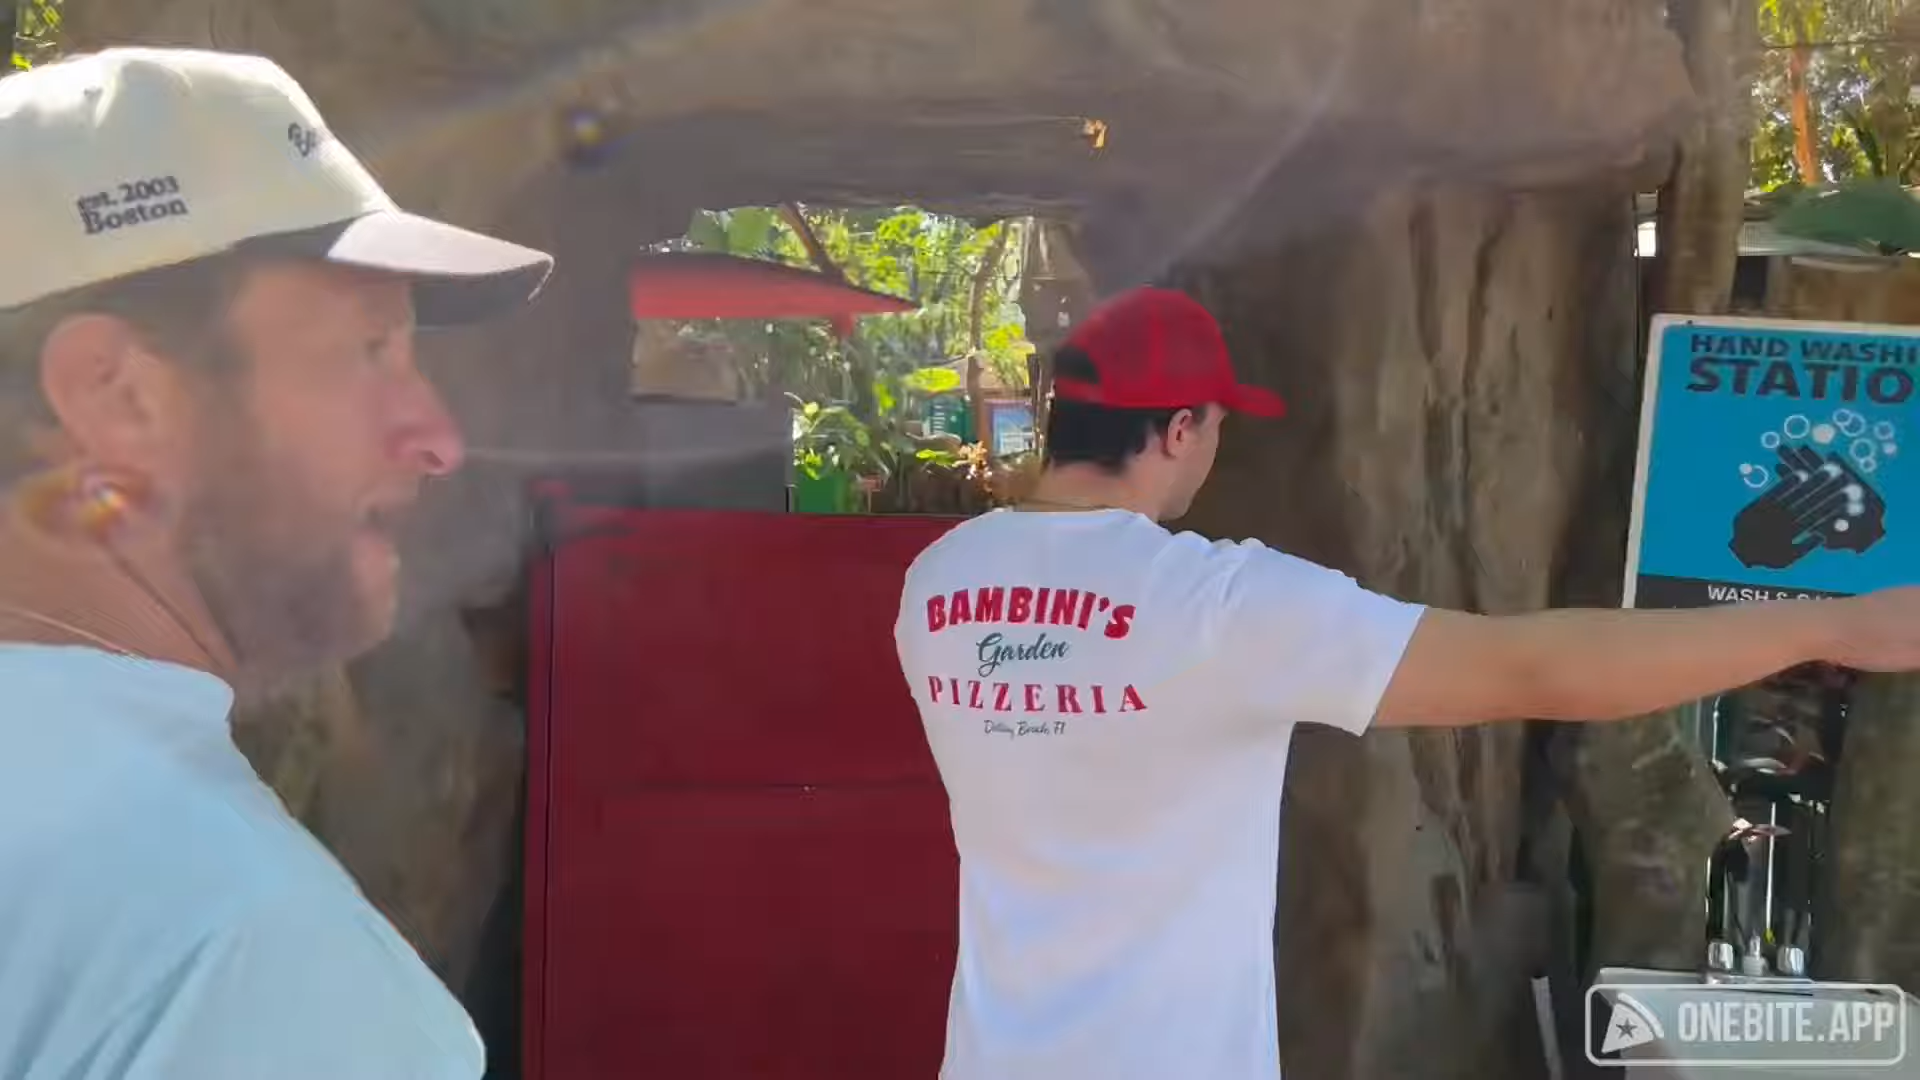 est. 2003
Boston
BAMBINI'S
Garden
PIZZERIA
HAND WASHI
STATIO
ONEBITE.APP